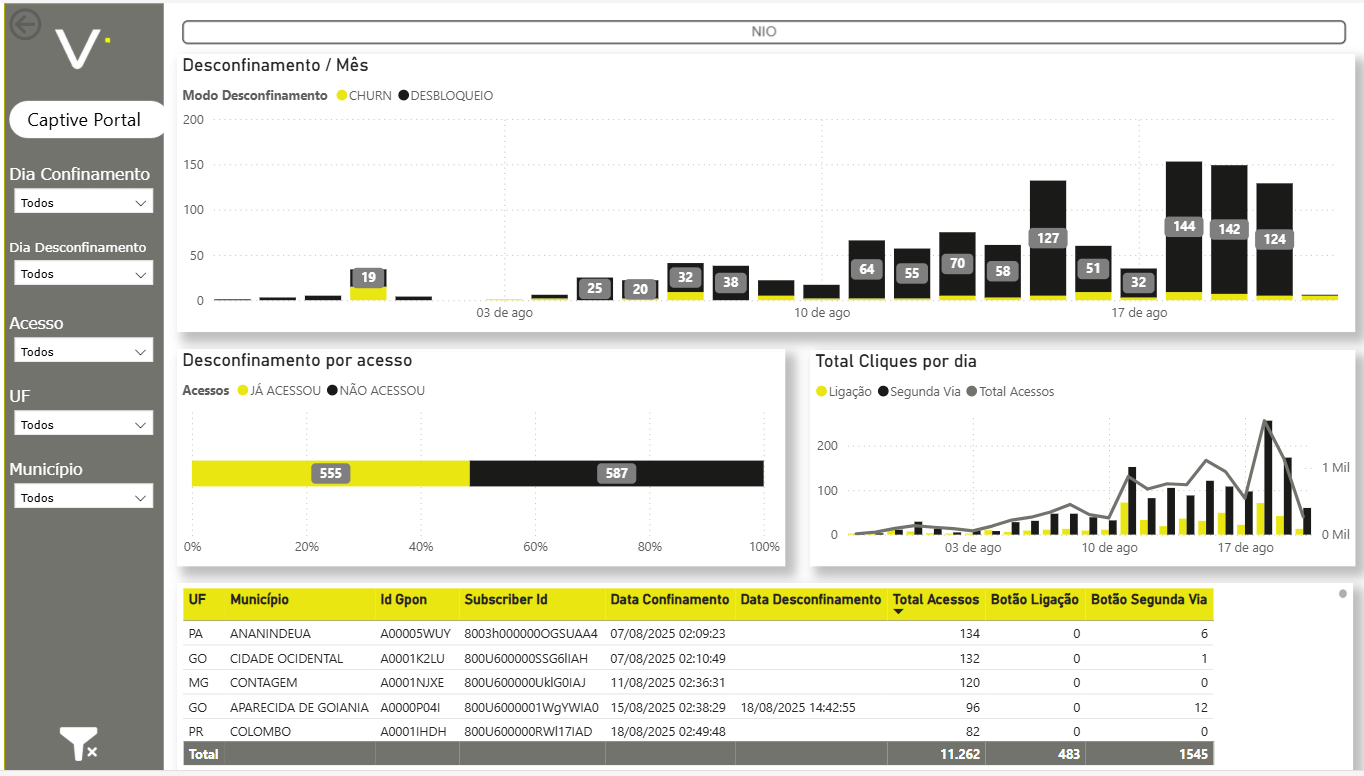 NIO
V
Captive Portal
Dia Confinamento
Todos
Dia Desconfinamento
Todos
Acesso
Todos
UF
Todos
Município
Todos
Desconfinamento / Mês
Modo Desconfinamento CHURN DESBLOQUEIO
200
150
100
50
0
19 25 20 32 38 64 55 70 58 127 51 32 144 142 124
03 de ago 10 de ago 17 de ago
Desconfinamento por acesso
Acessos JÁ ACESSOU NÃO ACESSOU
555 587
0% 20% 40% 60% 80% 100%
Total Cliques por dia
Ligação Segunda Via Total Acessos
200
100
0
1 Mil
0 Mil
03 de ago 10 de ago 17 de ago
UF Município Id Gpon Subscriber Id Data Confinamento Data Desconfinamento Total Acessos Botão Ligação Botão Segunda Via
PA ANANINDEUA A00005WUY 8003h000000OGSUAA4 07/08/2025 02:09:23 134 0 6
GO CIDADE OCIDENTAL A0001K2LU 800U600000SSG6lIAH 07/08/2025 02:10:49 132 0 1
MG CONTAGEM A0001NJXE 800U600000UklG0IAJ 11/08/2025 02:36:31 120 0 0
GO APARECIDA DE GOIANIA A0000P04I 800U6000001WgYWIA0 15/08/2025 02:38:29 18/08/2025 14:42:55 96 0 12
PR COLOMBO A0001IHDH 800U600000RWl17IAD 18/08/2025 02:49:48 82 0 0
Total 11.262 483 1545